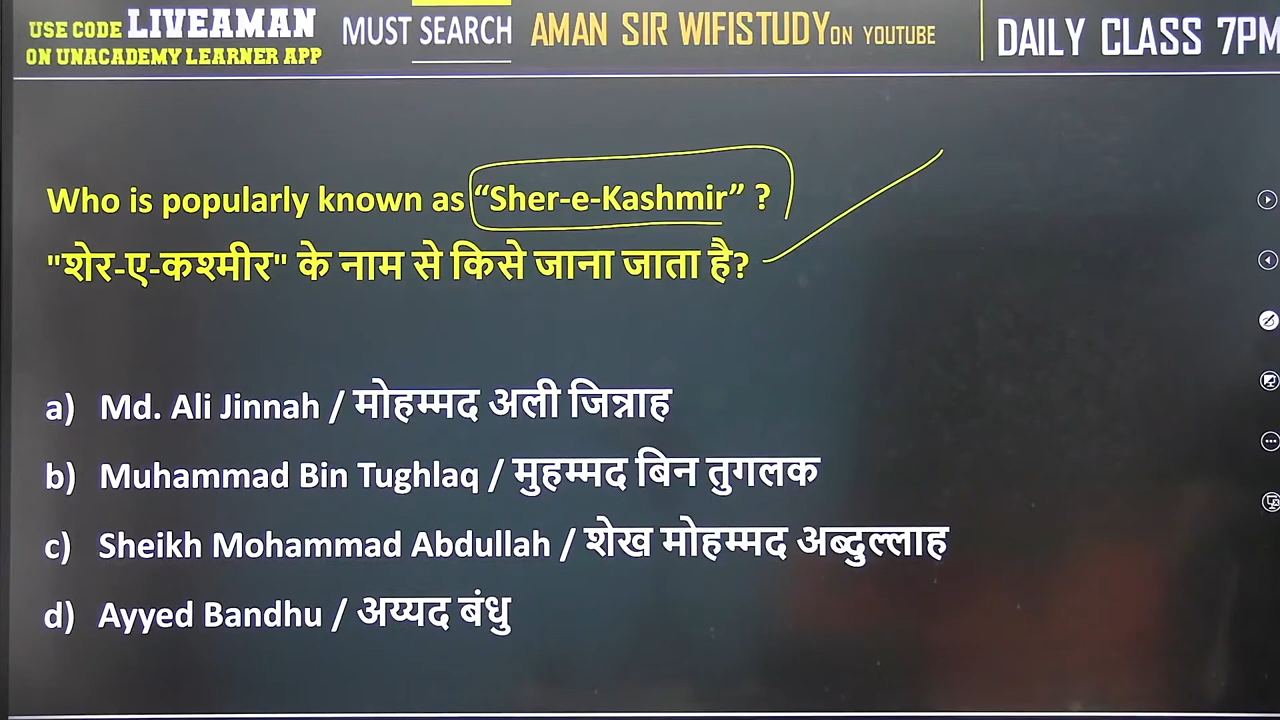 USE CODE LIVEAMAN
ON UNACADEMY LEARNER APP
MUST SEARCH
AMAN SIR WIFISTUDY ON YOUTUBE
DAILY CLASS 7PM
Who is popularly known as “Sher-e-Kashmir” ?
"शेर-ए-कश्मीर" के नाम से किसे जाना जाता है?
a) Md. Ali Jinnah / मोहम्मद अली जिन्नाह
b) Muhammad Bin Tughlaq / मुहम्मद बिन तुगलक
c) Sheikh Mohammad Abdullah / शेख मोहम्मद अब्दुल्लाह
d) Ayyed Bandhu / अय्यद बंधु